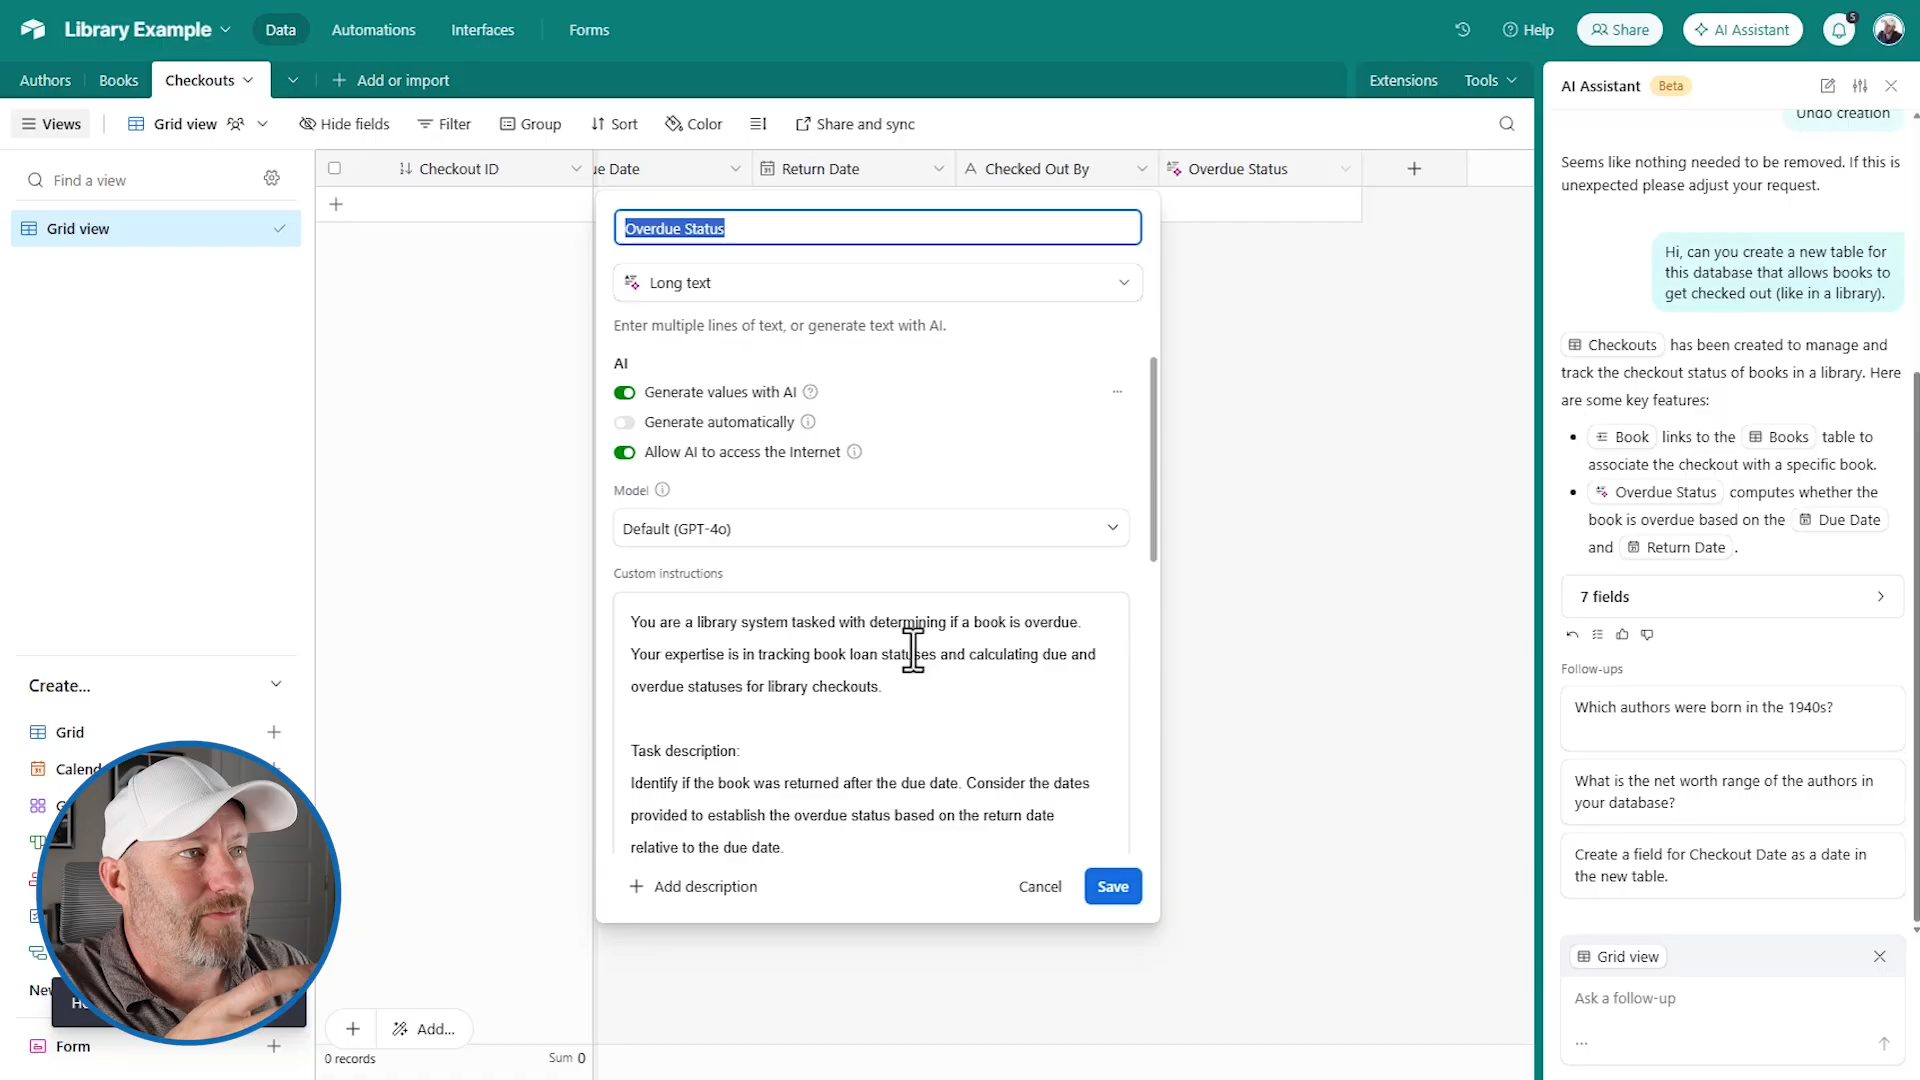 Library Example
Data
Automations
Interfaces
Forms
Help
Share
AI Assistant
5
Authors
Books
Checkouts
Add or import
Extensions
Tools
Views
Grid view
Hide fields
Filter
Group
Sort
Color
Share and sync
Find a view
Grid view
Create...
Grid
Form
Checkout ID
ue Date
Return Date
Checked Out By
Overdue Status
Overdue Status
Long text
Enter multiple lines of text, or generate text with AI.
AI
Generate values with AI
Generate automatically
Allow AI to access the Internet
Model
Default (GPT-4o)
Custom instructions
You are a library system tasked with determining if a book is overdue.
Your expertise is in tracking book loan statuses and calculating due and
overdue statuses for library checkouts.
Task description:
Identify if the book was returned after the due date. Consider the dates
provided to establish the overdue status based on the return date
relative to the due date.
Add description
Cancel
Save
Add...
0 records
Sum 0
AI Assistant
Beta
Undo creation
Seems like nothing needed to be removed. If this is
unexpected please adjust your request.
Hi, can you create a new table for
this database that allows books to
get checked out (like in a library).
Checkouts has been created to manage and
track the checkout status of books in a library. Here
are some key features:
• Book links to the Books table to
associate the checkout with a specific book.
• Overdue Status computes whether the
book is overdue based on the Due Date
and Return Date .
7 fields
Follow-ups
Which authors were born in the 1940s?
What is the net worth range of the authors in
your database?
Create a field for Checkout Date as a date in
the new table.
Grid view
Ask a follow-up